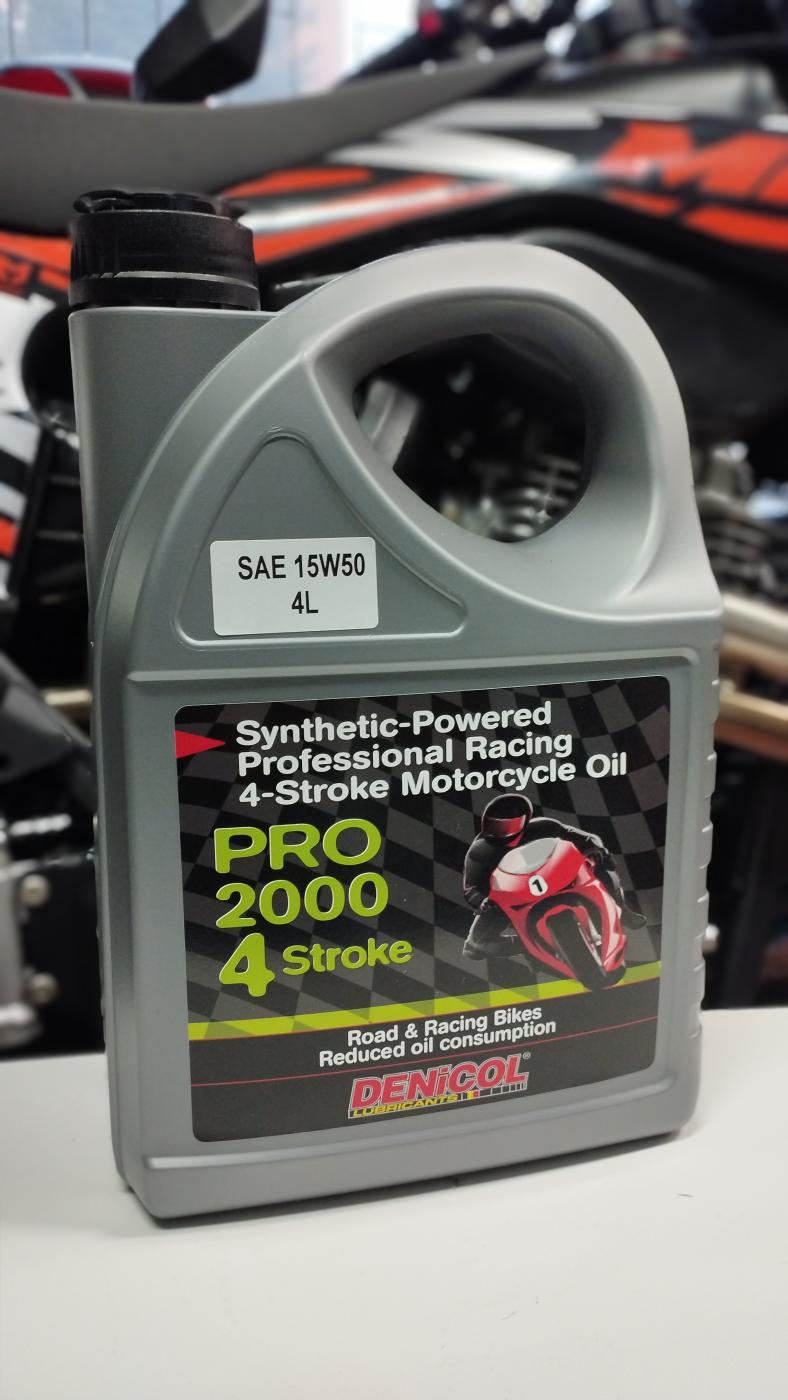 SAE 15W50
4L
Synthetic-Powered
Professional Racing
4-Stroke Motorcycle Oil
PRO
2000
4 Stroke
1
Road & Racing Bikes
Reduced oil consumption
DENiCOL®
LUBRICANTS